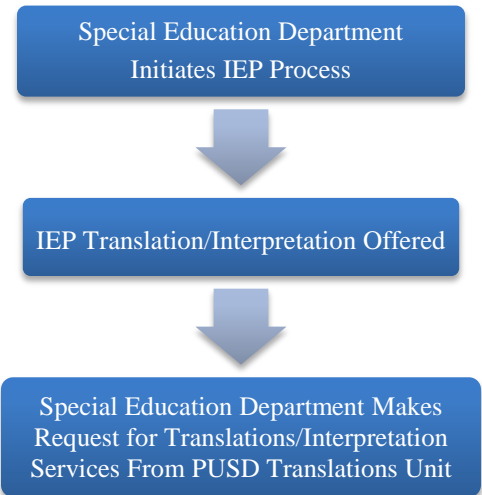 Special Education Department
Initiates IEP Process
IEP Translation/Interpretation Offered
Special Education Department Makes
Request for Translations/Interpretation
Services From PUSD Translations Unit